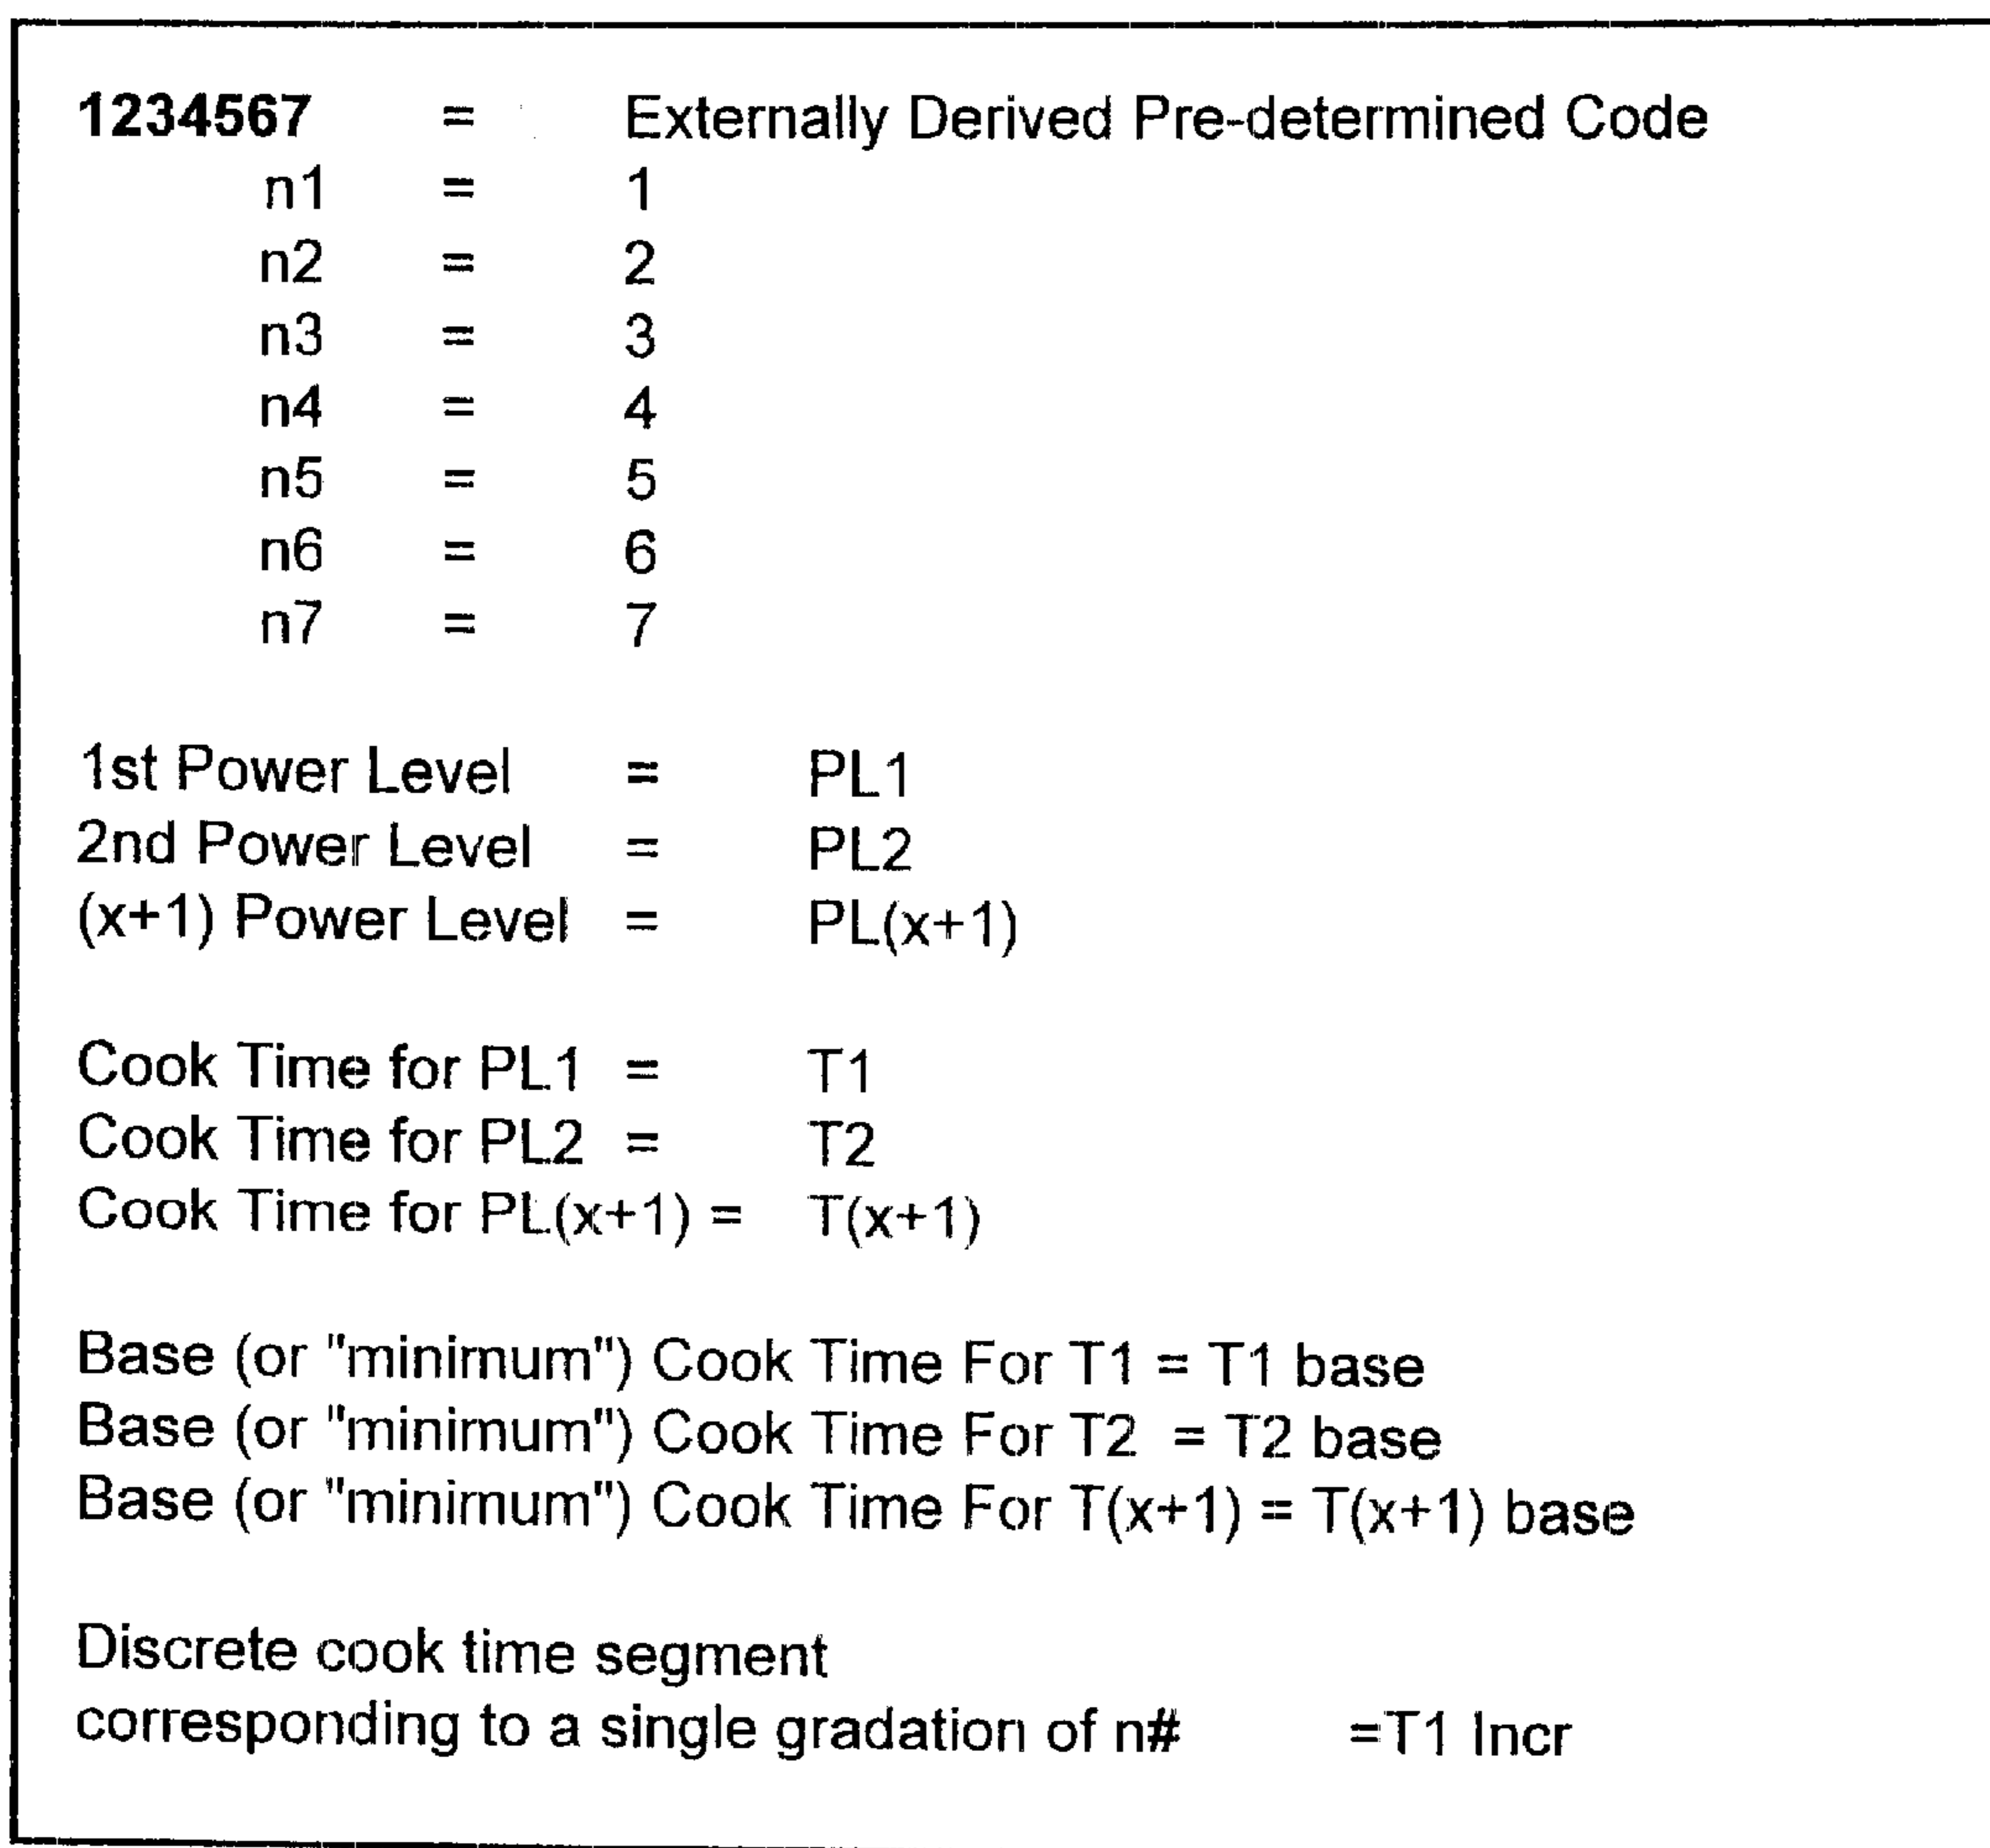 1234567 = Externally Derived Pre-determined Code
n1 = 1
n2 = 2
n3 = 3
n4 = 4
n5 = 5
n6 = 6
n7 = 7
1st Power Level = PL1
2nd Power Level = PL2
(x+1) Power Level = PL(x+1)
Cook Time for PL1 = T1
Cook Time for PL2 = T2
Cook Time for PL(x+1) = T(x+1)
Base (or "minimum") Cook Time For T1 = T1 base
Base (or "minimum") Cook Time For T2 = T2 base
Base (or "minimum") Cook Time For T(x+1) = T(x+1) base
Discrete cook time segment
corresponding to a single gradation of n# =T1 Incr